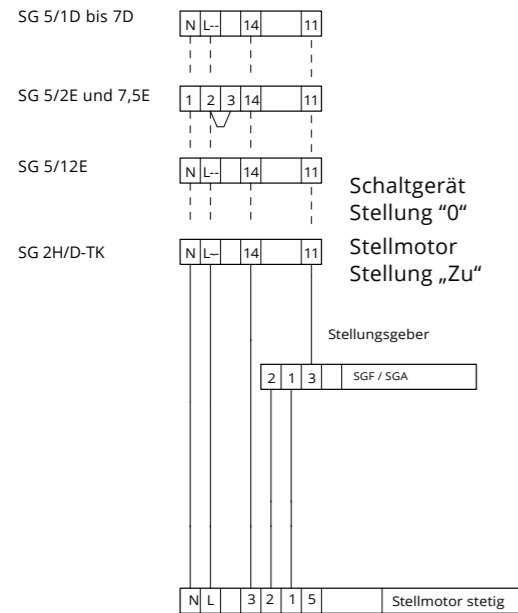 SG 5/1D bis 7D
N L-- 14 11
SG 5/2E und 7,5E
1 2 3 14 11
SG 5/12E
N L-- 14 11
Schaltgerät
Stellung "0“
SG 2H/D-TK
N L-- 14 11
Stellmotor
Stellung „Zu“
Stellungsgeber
2 1 3 SGF / SGA
N L 3 2 1 5 Stellmotor stetig